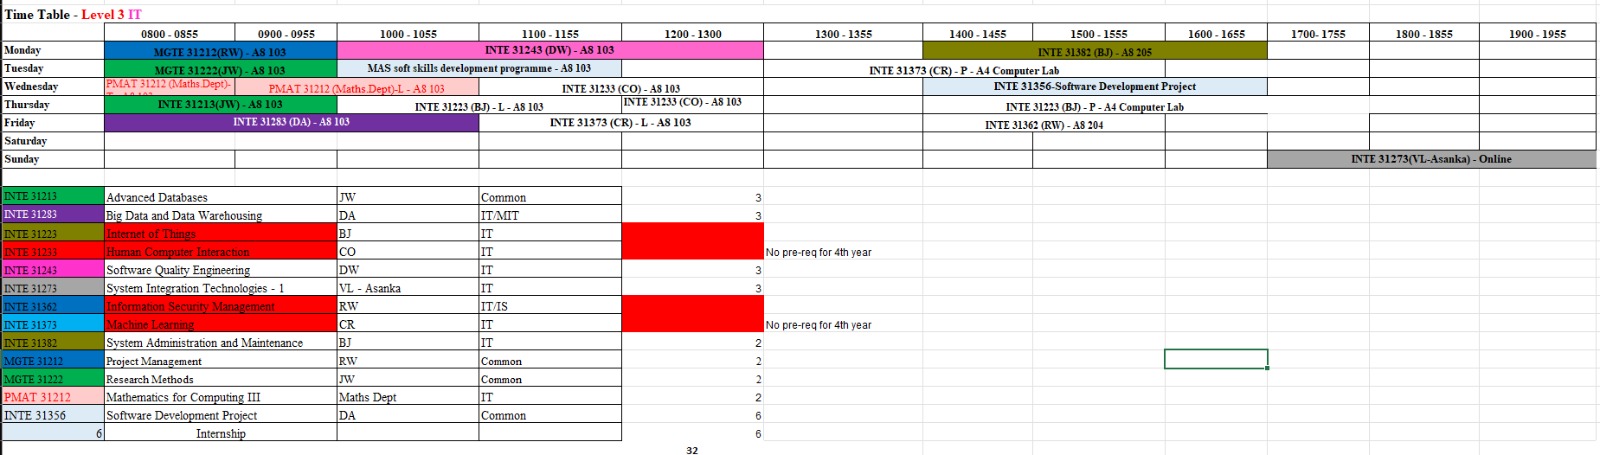 Time Table - Level 3 IT
0800 - 0855 0900 - 0955 1000 - 1055 1100 - 1155 1200 - 1300 1300 - 1355 1400 - 1455 1500 - 1555 1600 - 1655 1700- 1755 1800 - 1855 1900 - 1955
Monday MGTE 31212(RW) - A8 103 INTE 31243 (DW) - A8 103 INTE 31382 (BJ) - A8 205
Tuesday MGTE 31222(JW) - A8 103 MAS soft skills development programme - A8 103 INTE 31373 (CR) - P - A4 Computer Lab
Wednesday PMAT 31212 (Maths.Dept)- PMAT 31212 (Maths.Dept)-L - A8 103 INTE 31233 (CO) - A8 103 INTE 31356-Software Development Project
Thursday INTE 31213(JW) - A8 103 INTE 31223 (BJ) - L - A8 103 INTE 31233 (CO) - A8 103 INTE 31223 (BJ) - P - A4 Computer Lab
Friday INTE 31283 (DA) - A8 103 INTE 31373 (CR) - L - A8 103 INTE 31362 (RW) - A8 204
Saturday
Sunday INTE 31273(VL-Asanka) - Online
INTE 31213 Advanced Databases JW Common 3
INTE 31283 Big Data and Data Warehousing DA IT/MIT 3
INTE 31223 Internet of Things BJ IT
INTE 31233 Human Computer Interaction CO IT No pre-req for 4th year
INTE 31243 Software Quality Engineering DW IT 3
INTE 31273 System Integration Technologies - 1 VL - Asanka IT 3
INTE 31362 Information Security Management RW IT/IS
INTE 31373 Machine Learning CR IT No pre-req for 4th year
INTE 31382 System Administration and Maintenance BJ IT 2
MGTE 31212 Project Management RW Common 2
MGTE 31222 Research Methods JW Common 2
PMAT 31212 Mathematics for Computing III Maths Dept IT 2
INTE 31356 Software Development Project DA Common 6
6 Internship 6
32